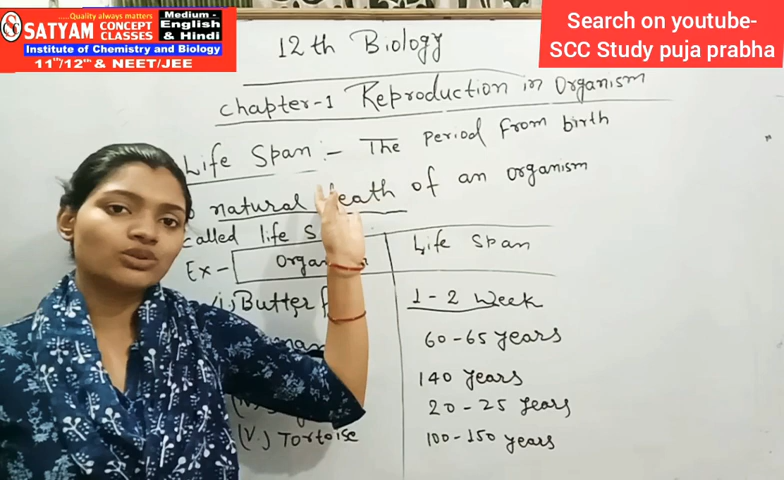 ...Quality always matters
SATYAM CONCEPT CLASSES
Medium - English & Hindi
Institute of Chemistry and Biology
11th/12th & NEET/JEE
Search on youtube-
SCC Study puja prabha
12th Biology
Chapter-1 Reproduction in Organism
Life Span:- The Period From birth
natural death of an organism
called life S
Ex- Organ Life Span
Butterf 1-2 Week
man 60-65 years
140 years
20-25 years
(V.) Tortoise 100-150 years